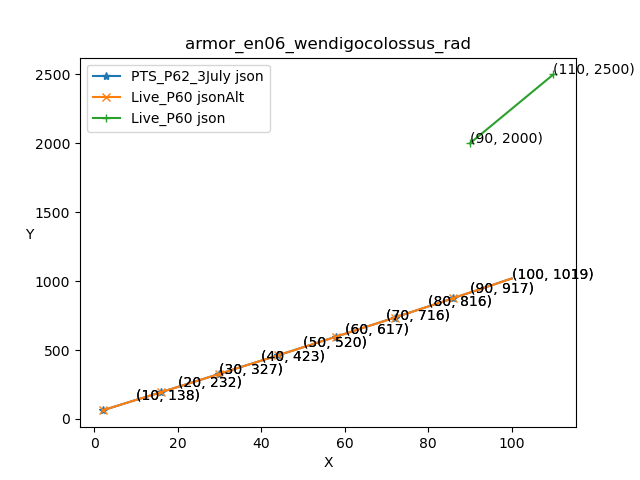 armor_en06_wendigocolossus_rad
PTS_P62_3July json
Live_P60 jsonAlt
Live_P60 json
(110, 2500)
(90, 2000)
(100, 1019)
(90, 917)
(80, 816)
(70, 716)
(60, 617)
(50, 520)
(40, 423)
(30, 327)
(20, 232)
(10, 138)
2500
2000
1500
1000
500
0
Y
0 20 40 60 80 100
X